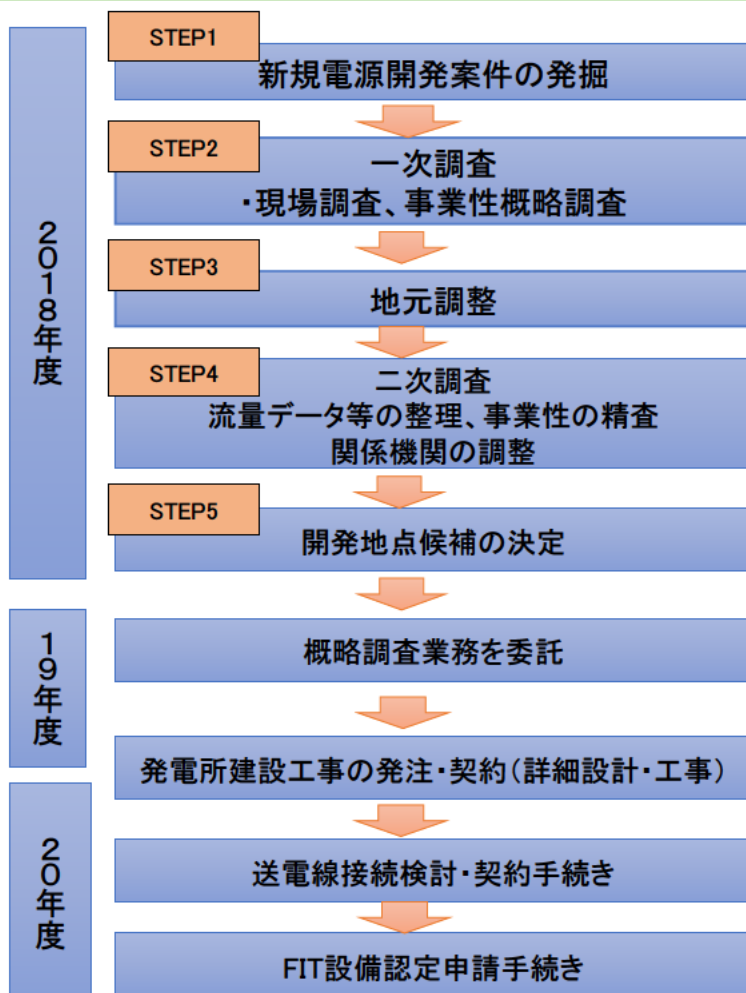 2018年度
STEP1
新規電源開発案件の発掘
STEP2
一次調査
・現場調査、事業性概略調査
STEP3
地元調整
STEP4
二次調査
流量データ等の整理、事業性の精査
関係機関の調整
STEP5
開発地点候補の決定
19年度
概略調査業務を委託
発電所建設工事の発注・契約（詳細設計・工事）
20年度
送電線接続検討・契約手続き
FIT設備認定申請手続き